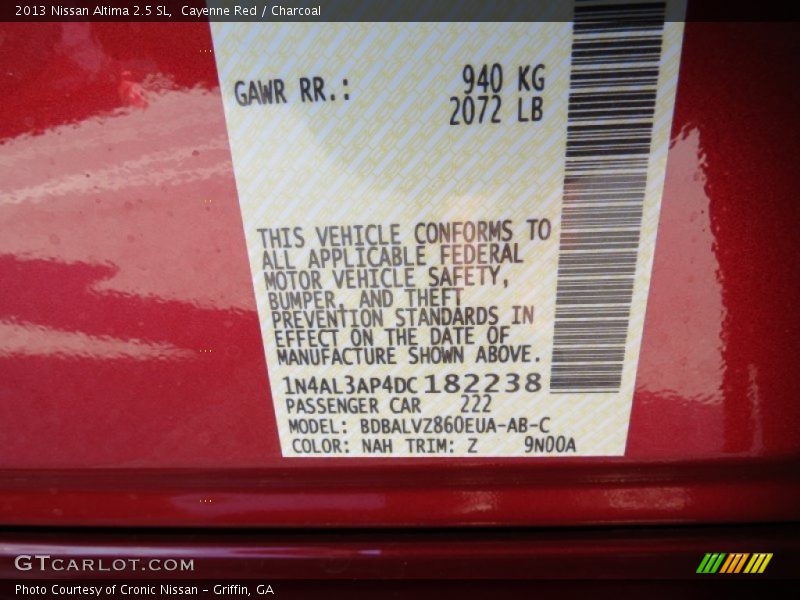 2013 Nissan Altima 2.5 SL,  Cayenne Red / Charcoal
GAWR RR.: 940 KG
2072 LB
THIS VEHICLE CONFORMS TO
ALL APPLICABLE FEDERAL
MOTOR VEHICLE SAFETY,
BUMPER, AND THEFT
PREVENTION STANDARDS IN
EFFECT ON THE DATE OF
MANUFACTURE SHOWN ABOVE.
1N4AL3AP4DC182238
PASSENGER CAR 222
MODEL: BDBALVZ860EUA-AB-C
COLOR: NAH TRIM: Z 9N00A
GTCARLOT.COM
Photo Courtesy of Cronic Nissan - Griffin, GA